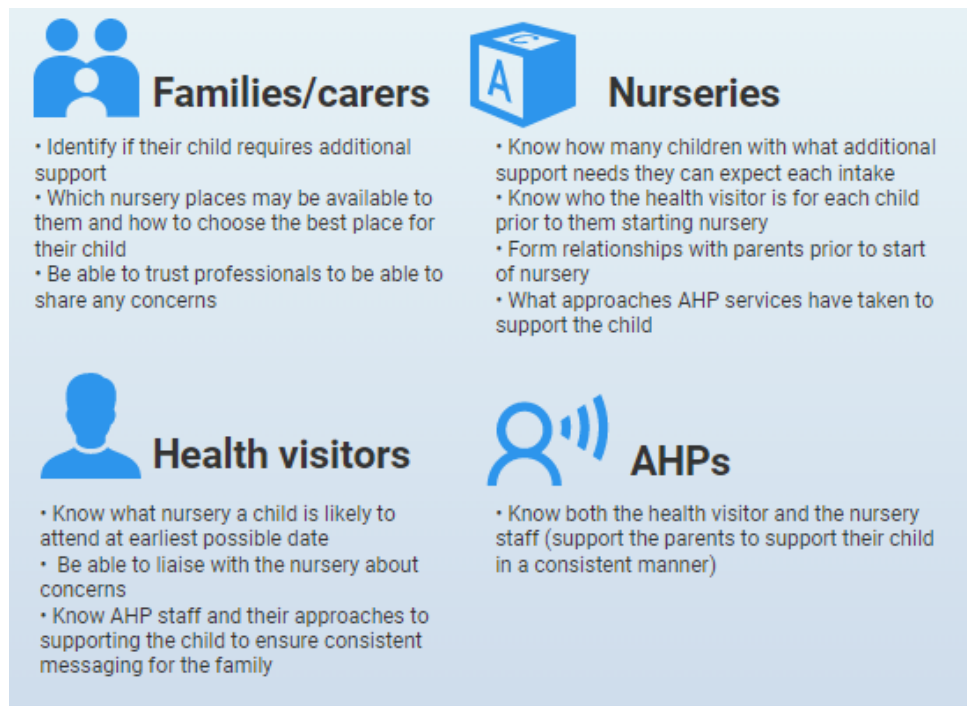 Families/carers
• Identify if their child requires additional
support
• Which nursery places may be available to
them and how to choose the best place for
their child
• Be able to trust professionals to be able to
share any concerns
A
C
Nurseries
• Know how many children with what additional
support needs they can expect each intake
• Know who the health visitor is for each child
prior to them starting nursery
• Form relationships with parents prior to start
of nursery
• What approaches AHP services have taken to
support the child
Health visitors
• Know what nursery a child is likely to
attend at earliest possible date
•  Be able to liaise with the nursery about
concerns
• Know AHP staff and their approaches to
supporting the child to ensure consistent
messaging for the family
AHPs
• Know both the health visitor and the nursery
staff (support the parents to support their child
in a consistent manner)